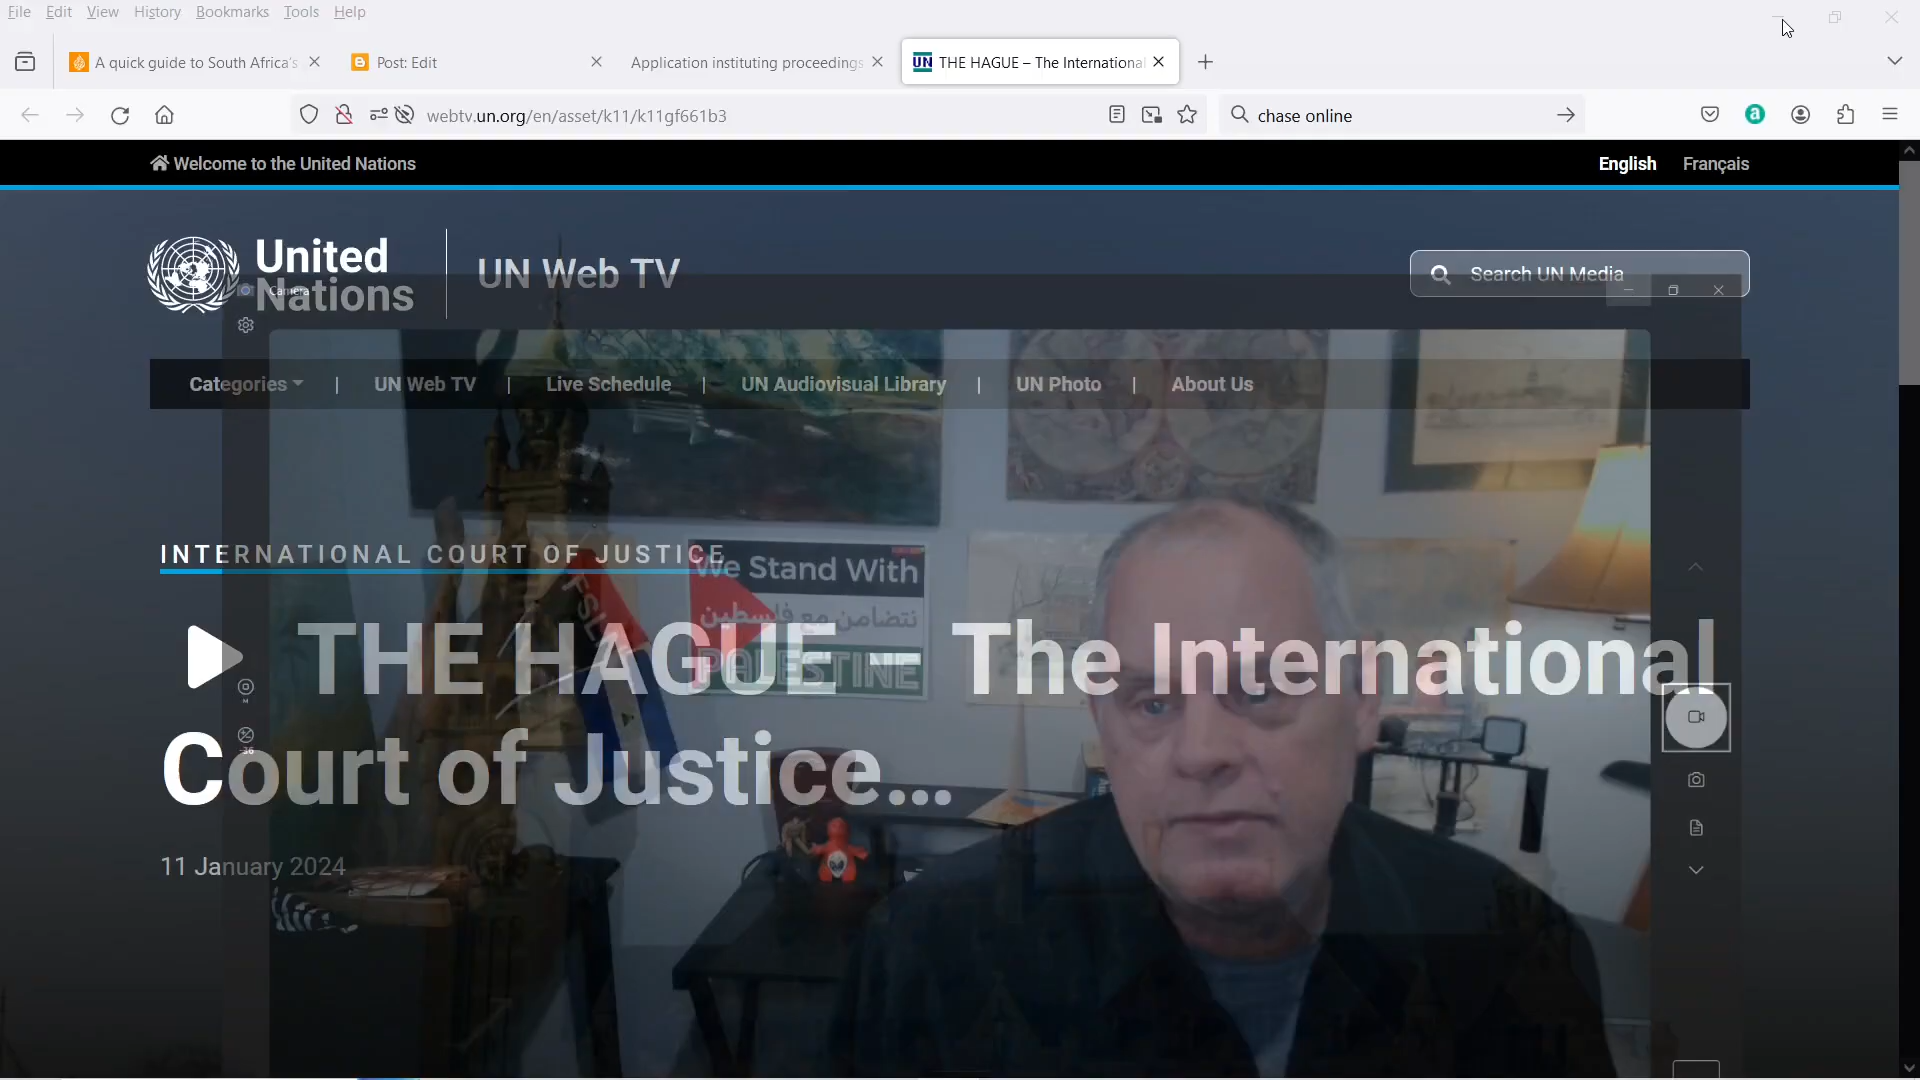 File Edit View History Bookmarks Tools Help
A quick guide to South Africa's
Post: Edit
Application instituting proceedings
UN THE HAGUE – The International
webtv.un.org/en/asset/k11/k11gf661b3
chase online
a
Welcome to the United Nations
English Français
United
Nations
UN Web TV
Search UN Media
Camera
Categories | UN Web TV | Live Schedule | UN Audiovisual Library | UN Photo | About Us
INTERNATIONAL COURT OF JUSTICE
We Stand With
نتضامن مع فلسطين
PALESTINE
THE HAGUE – The International
Court of Justice...
11 January 2024